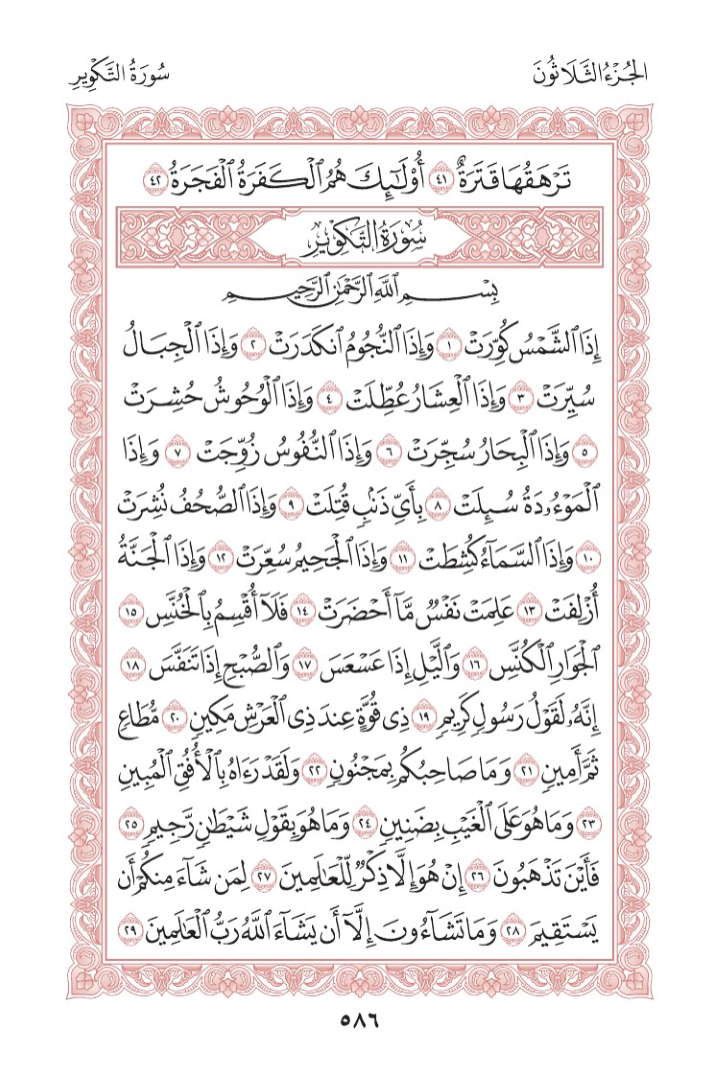 الجُزْءُ الثَّلَاثُونَ
سُورَةُ التَّكْوِيرِ
تَرْهَقُهَا قَتَرَةٌ ٤١ أُوْلَٰٓئِكَ هُمُ ٱلْكَفَرَةُ ٱلْفَجَرَةُ ٤٢
سُورَةُ التَّكْوِيرِ
بِسْمِ ٱللَّهِ ٱلرَّحْمَٰنِ ٱلرَّحِيمِ
إِذَا ٱلشَّمْسُ كُوِّرَتْ ١ وَإِذَا ٱلنُّجُومُ ٱنكَدَرَتْ ٢ وَإِذَا ٱلْجِبَالُ
سُيِّرَتْ ٣ وَإِذَا ٱلْعِشَارُ عُطِّلَتْ ٤ وَإِذَا ٱلْوُحُوشُ حُشِرَتْ
٥ وَإِذَا ٱلْبِحَارُ سُجِّرَتْ ٦ وَإِذَا ٱلنُّفُوسُ زُوِّجَتْ ٧ وَإِذَا
ٱلْمَوْءُۥدَةُ سُئِلَتْ ٨ بِأَيِّ ذَنۢبٍ قُتِلَتْ ٩ وَإِذَا ٱلصُّحُفُ نُشِرَتْ
١٠ وَإِذَا ٱلسَّمَآءُ كُشِطَتْ ١١ وَإِذَا ٱلْجَحِيمُ سُعِّرَتْ ١٢ وَإِذَا ٱلْجَنَّةُ
أُزْلِفَتْ ١٣ عَلِمَتْ نَفْسٌ مَّآ أَحْضَرَتْ ١٤ فَلَآ أُقْسِمُ بِٱلْخُنَّسِ ١٥
ٱلْجَوَارِ ٱلْكُنَّسِ ١٦ وَٱلَّيْلِ إِذَا عَسْعَسَ ١٧ وَٱلصُّبْحِ إِذَا تَنَفَّسَ ١٨
إِنَّهُۥ لَقَوْلُ رَسُولٍ كَرِيمٍ ١٩ ذِى قُوَّةٍ عِندَ ذِى ٱلْعَرْشِ مَكِينٍ ٢٠ مُّطَاعٍ
ثَمَّ أَمِينٍ ٢١ وَمَا صَاحِبُكُم بِمَجْنُونٍ ٢٢ وَلَقَدْ رَءَاهُ بِٱلْأُفُقِ ٱلْمُبِينِ
٢٣ وَمَا هُوَ عَلَى ٱلْغَيْبِ بِضَنِينٍ ٢٤ وَمَا هُوَ بِقَوْلِ شَيْطَٰنٍ رَّجِيمٍ ٢٥
فَأَيْنَ تَذْهَبُونَ ٢٦ إِنْ هُوَ إِلَّا ذِكْرٌ لِّلْعَٰلَمِينَ ٢٧ لِمَن شَآءَ مِنكُمْ أَن
يَسْتَقِيمَ ٢٨ وَمَا تَشَآءُونَ إِلَّآ أَن يَشَآءَ ٱللَّهُ رَبُّ ٱلْعَٰلَمِينَ ٢٩
٥٨٦